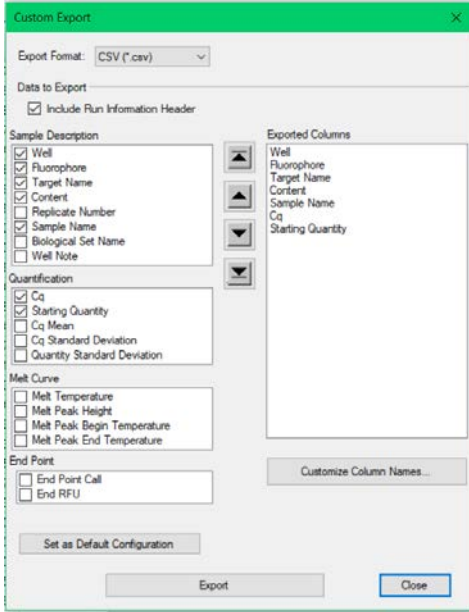 Custom Export
Export Format: CSV (*.csv)
Data to Export
Include Run Information Header
Sample Description
Well
Fluorophore
Target Name
Content
Replicate Number
Sample Name
Biological Set Name
Well Note
Quantification
Cq
Starting Quantity
Cq Mean
Cq Standard Deviation
Quantity Standard Deviation
Melt Curve
Melt Temperature
Melt Peak Height
Melt Peak Begin Temperature
Melt Peak End Temperature
End Point
End Point Call
End RFU
Exported Columns
Well
Fluorophore
Target Name
Content
Sample Name
Cq
Starting Quantity
Customize Column Names...
Set as Default Configuration
Export
Close